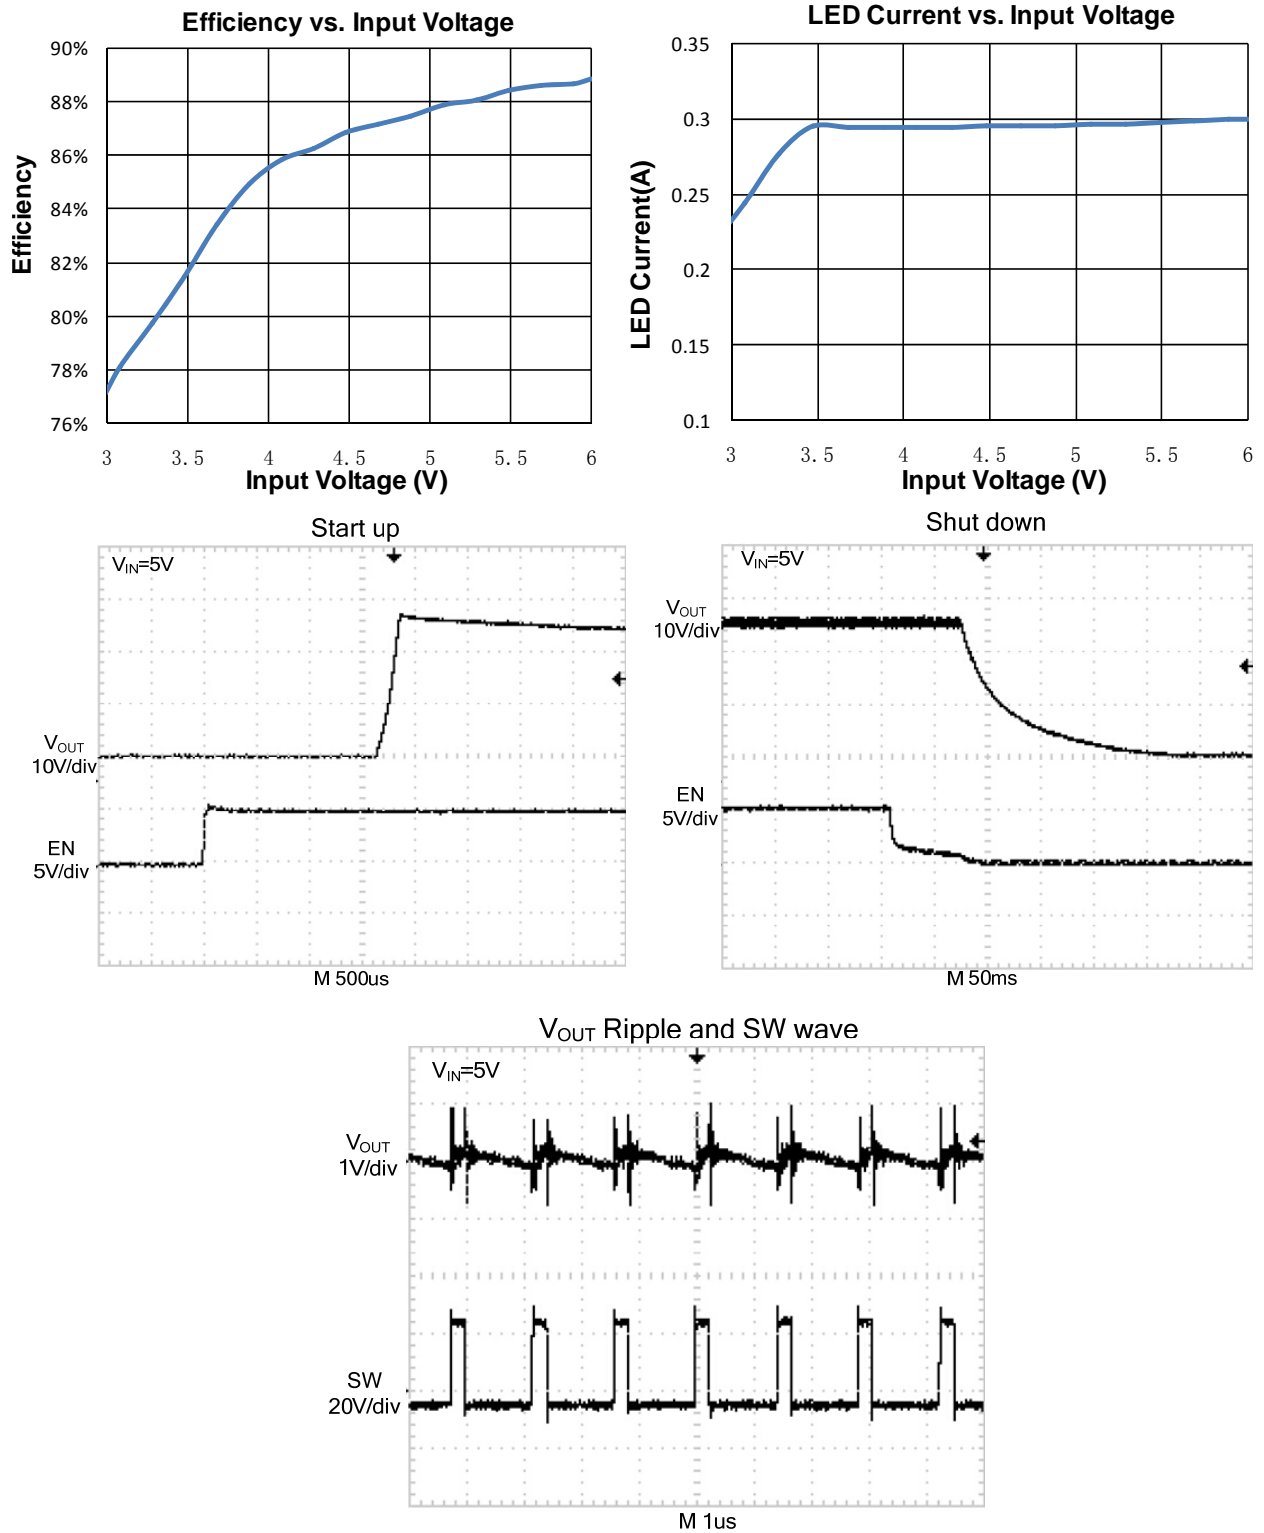 Efficiency vs. Input Voltage
90%
88%
86%
84%
82%
80%
78%
76%
Efficiency
3 3.5 4 4.5 5 5.5 6
Input Voltage (V)
LED Current vs. Input Voltage
0.35
0.3
0.25
0.2
0.15
0.1
LED Current(A)
3 3.5 4 4.5 5 5.5 6
Input Voltage (V)
Start up
VIN=5V
VOUT
10V/div
EN
5V/div
M 500us
Shut down
VIN=5V
VOUT
10V/div
EN
5V/div
M 50ms
VOUT Ripple and SW wave
VIN=5V
VOUT
1V/div
SW
20V/div
M 1us